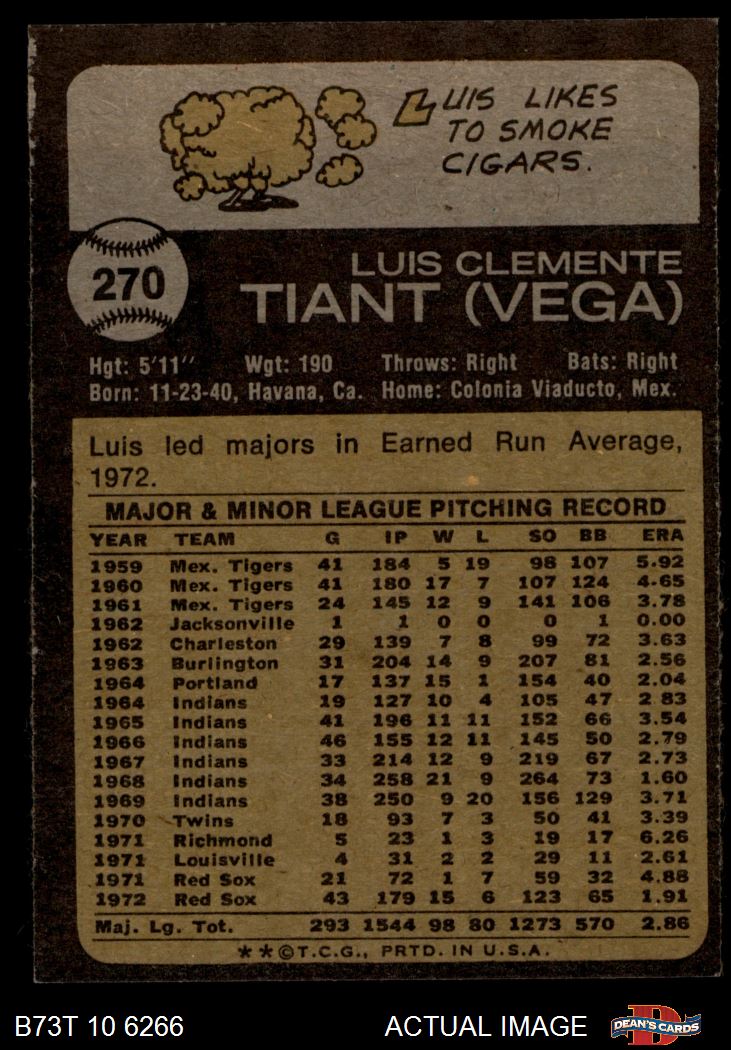 LUIS LIKES
TO SMOKE
CIGARS.
270
LUIS CLEMENTE
TIANT (VEGA)
Hgt: 5'11" Wgt: 190 Throws: Right Bats: Right
Born: 11-23-40, Havana, Ca. Home: Colonia Viaducto, Mex.
Luis led majors in Earned Run Average,
1972.
MAJOR & MINOR LEAGUE PITCHING RECORD
YEAR TEAM G IP W L SO BB ERA
1959 Mex. Tigers 41 184 5 19 98 107 5.92
1960 Mex. Tigers 41 180 17 7 107 124 4.65
1961 Mex. Tigers 24 145 12 9 141 106 3.78
1962 Jacksonville 1 1 0 0 0 1 0.00
1962 Charleston 29 139 7 8 99 72 3.63
1963 Burlington 31 204 14 9 207 81 2.56
1964 Portland 17 137 15 1 154 40 2.04
1964 Indians 19 127 10 4 105 47 2 83
1965 Indians 41 196 11 11 152 66 3.54
1966 Indians 46 155 12 11 145 50 2.79
1967 Indians 33 214 12 9 219 67 2.73
1968 Indians 34 258 21 9 264 73 1.60
1969 Indians 38 250 9 20 156 129 3.71
1970 Twins 18 93 7 3 50 41 3.39
1971 Richmond 5 23 1 3 19 17 6.26
1971 Louisville 4 31 2 2 29 11 2.61
1971 Red Sox 21 72 1 7 59 32 4.88
1972 Red Sox 43 179 15 6 123 65 1.91
Maj. Lg. Tot. 293 1544 98 80 1273 570 2.86
**©T.C.G., PRTD. IN U.S.A.
B73T 10 6266 ACTUAL IMAGE
D
DEAN'S CARDS